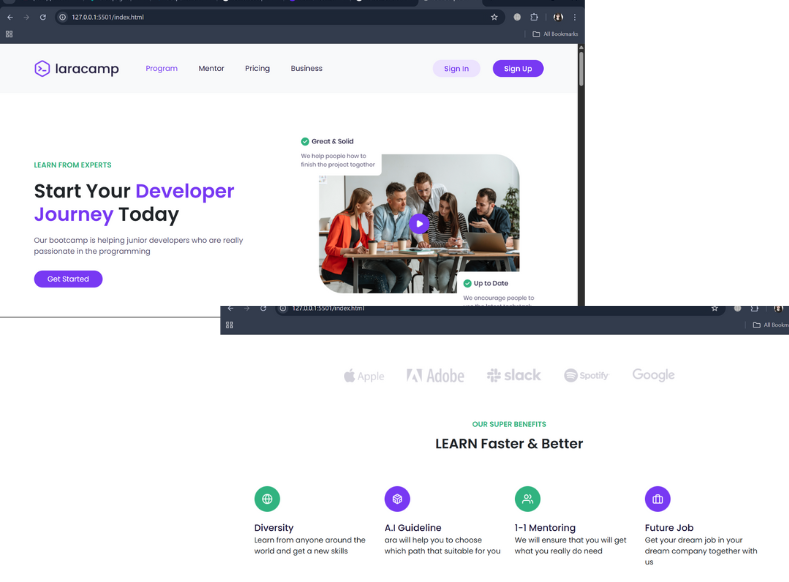 127.0.0.1:5501/index.html
All Bookmarks
laracamp
Program
Mentor
Pricing
Business
Sign In
Sign Up
LEARN FROM EXPERTS
Start Your Developer
Journey Today
Our bootcamp is helping junior developers who are really
passionate in the programming
Get Started
Great & Solid
We help people how to
finish the project together
Up to Date
We encourage people to
127.0.0.1:5501/index.html
All Bookm
Apple
Adobe
slack
Spotify
Google
OUR SUPER BENEFITS
LEARN Faster & Better
Diversity
Learn from anyone around the
world and get a new skills
A.I Guideline
ara will help you to choose
which path that suitable for you
1-1 Mentoring
We will ensure that you will get
what you really do need
Future Job
Get your dream job in your
dream company together with
us